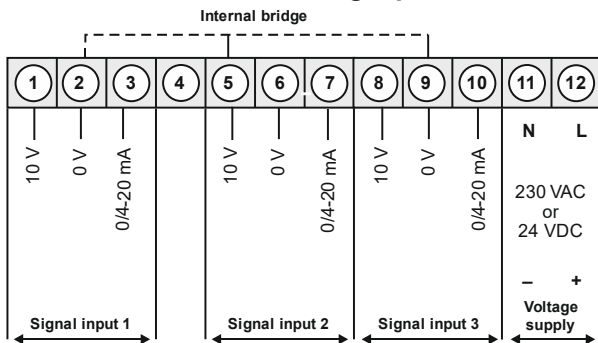 Internal bridge
1 2 3 4 5 6 7 8 9 10 11 12
10 V 0 V 0/4-20 mA 10 V 0 V 0/4-20 mA 10 V 0 V 0/4-20 mA
N L
230 VAC
or
24 VDC
– +
Signal input 1 Signal input 2 Signal input 3 Voltage
supply